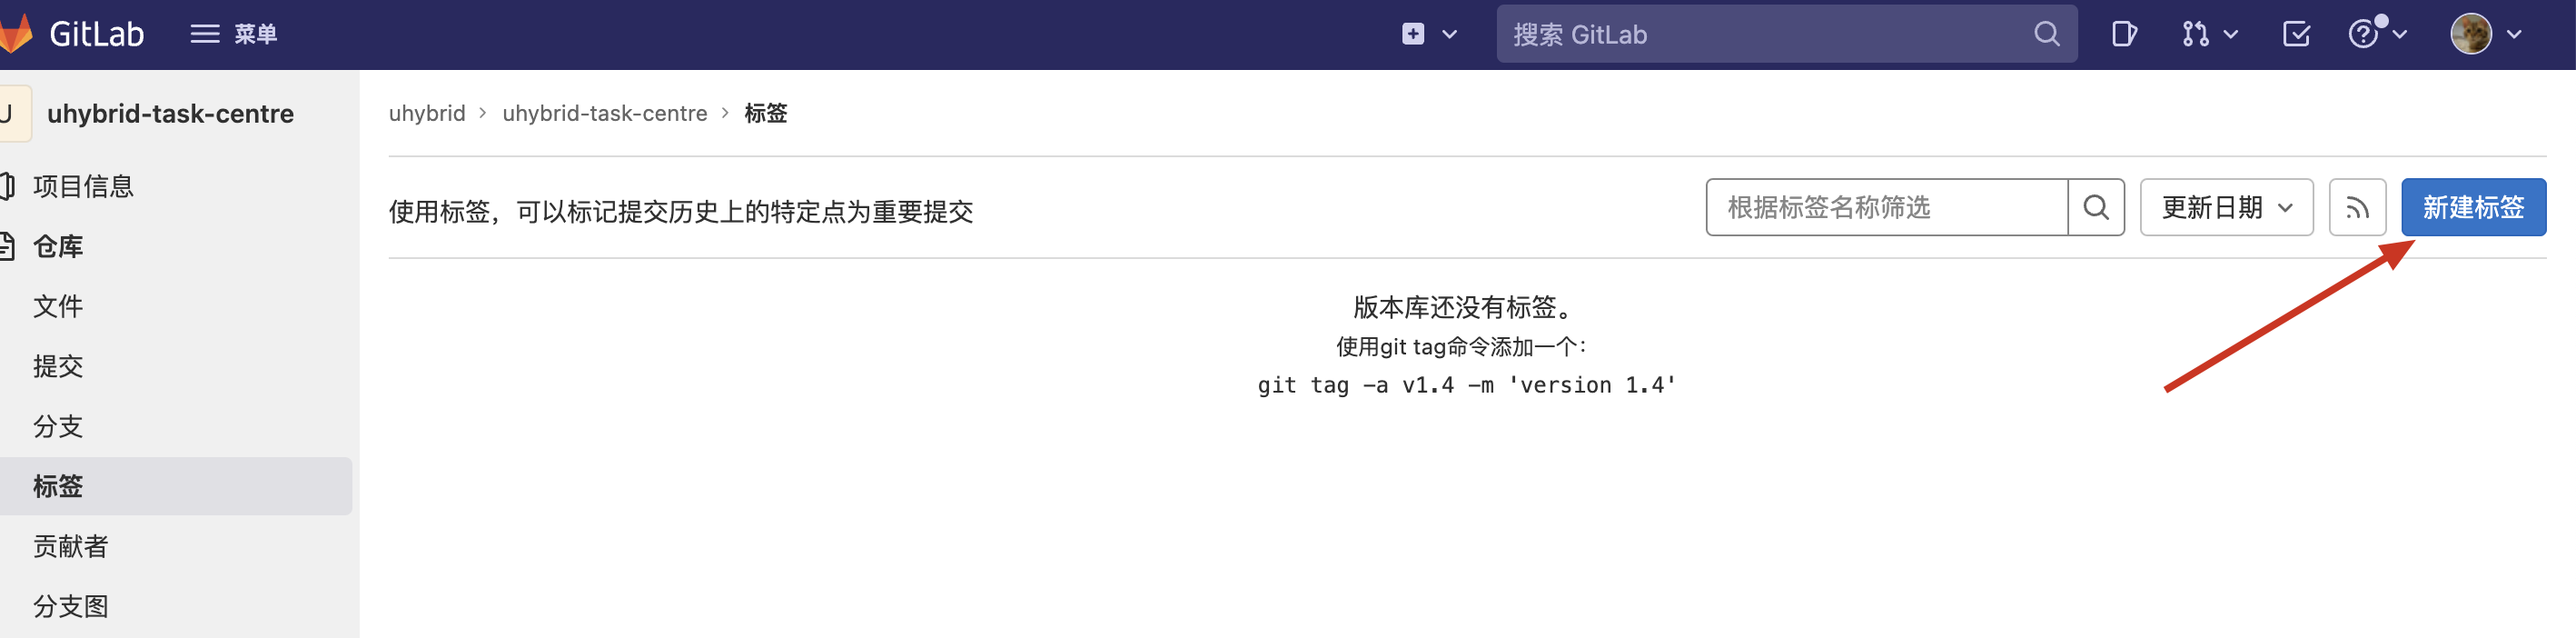 GitLab 菜单 搜索 GitLab
U uhybrid-task-centre
uhybrid › uhybrid-task-centre › 标签
项目信息
仓库
文件
提交
分支
标签
贡献者
分支图
使用标签，可以标记提交历史上的特定点为重要提交
根据标签名称筛选 更新日期 新建标签
版本库还没有标签。
使用git tag命令添加一个：
git tag -a v1.4 -m 'version 1.4'